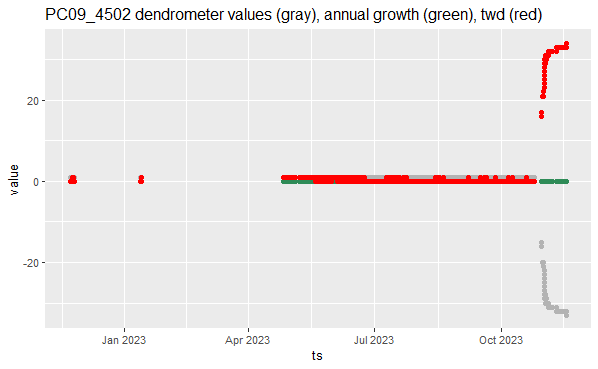 PC09_4502 dendrometer values (gray), annual growth (green), twd (red)
20
0
-20
value
Jan 2023
Apr 2023
Jul 2023
Oct 2023
ts